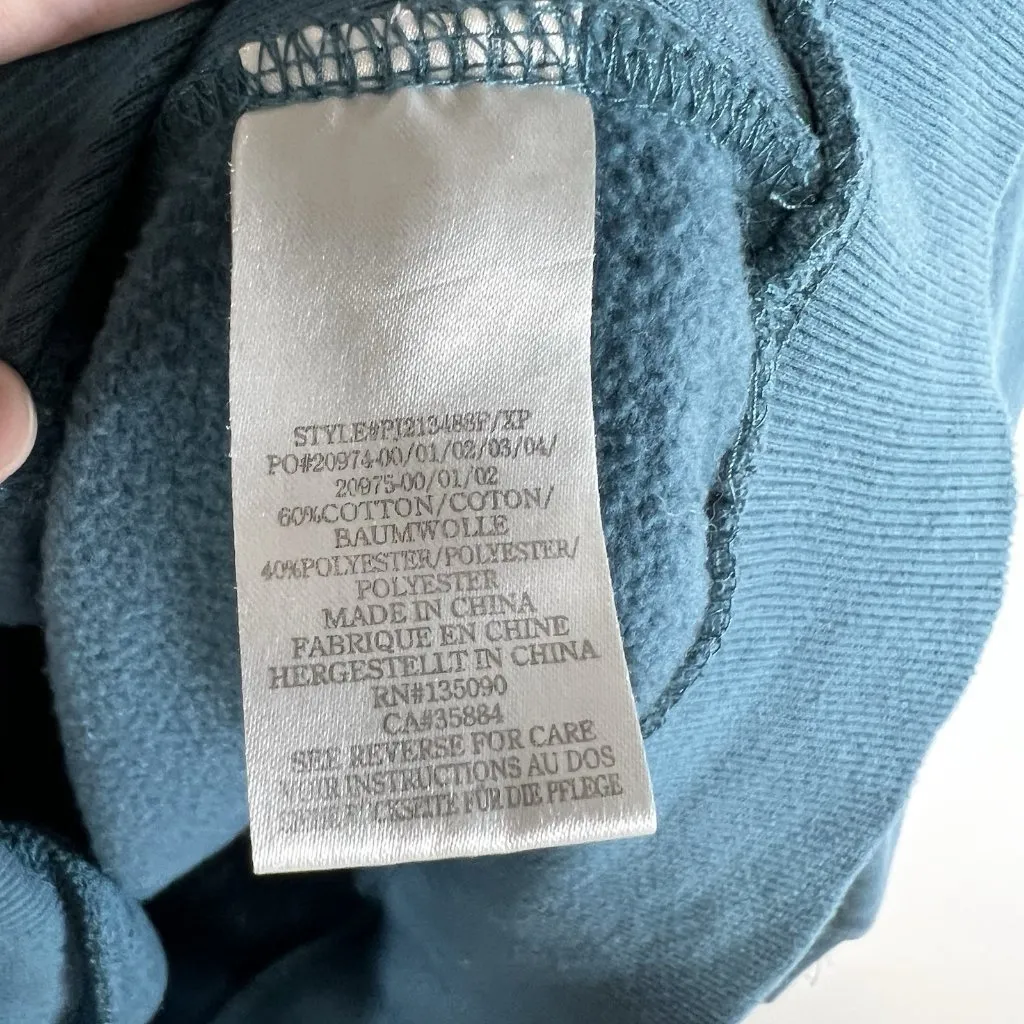 STYLE#PI213488P/XP
PO#20974-00/01/02/03/04/
20975-00/01/02
60%COTTON/COTON/
BAUMWOLLE
40%POLYESTER/POLYESTER/
POLYESTER
MADE IN CHINA
FABRIQUE EN CHINE
HERGESTELLT IN CHINA
RN#135090
CA#35884
SEE REVERSE FOR CARE
VOIR INSTRUCTIONS AU DOS
FÜR DIE PFLEGE